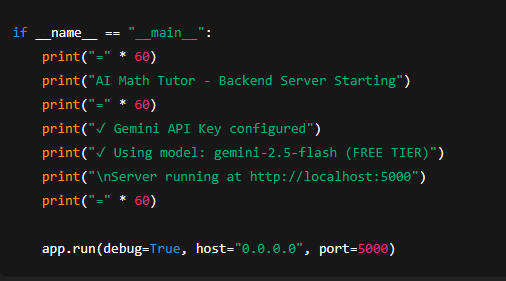 if __name__ == "__main__":
    print("=" * 60)
    print("AI Math Tutor - Backend Server Starting")
    print("=" * 60)
    print("✓ Gemini API Key configured")
    print("✓ Using model: gemini-2.5-flash (FREE TIER)")
    print("\nServer running at http://localhost:5000")
    print("=" * 60)

    app.run(debug=True, host="0.0.0.0", port=5000)